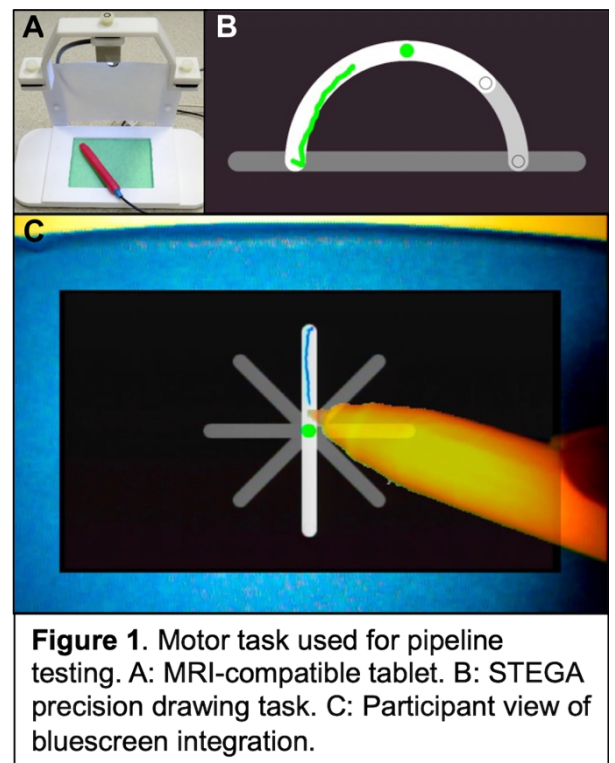 A
B
C
Figure 1. Motor task used for pipeline
testing. A: MRI-compatible tablet. B: STEGA
precision drawing task. C: Participant view of
bluescreen integration.